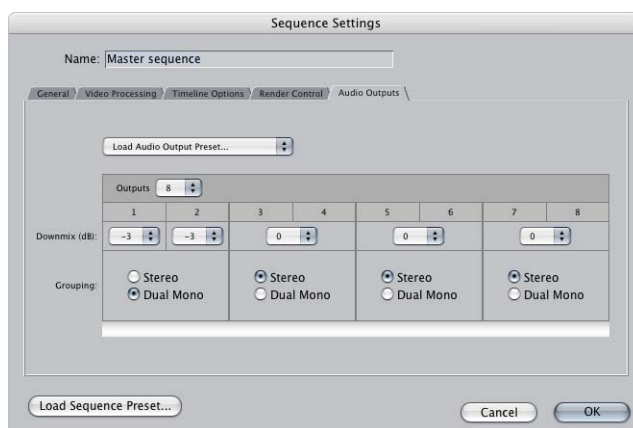 Sequence Settings
Name: Master sequence
General Video Processing Timeline Options Render Control Audio Outputs
Load Audio Output Preset...
Outputs 8
1 2 3 4 5 6 7 8
Downmix (dB): -3 -3 0 0 0
Grouping:
Stereo Stereo Stereo Stereo
Dual Mono Dual Mono Dual Mono Dual Mono
Load Sequence Preset... Cancel OK